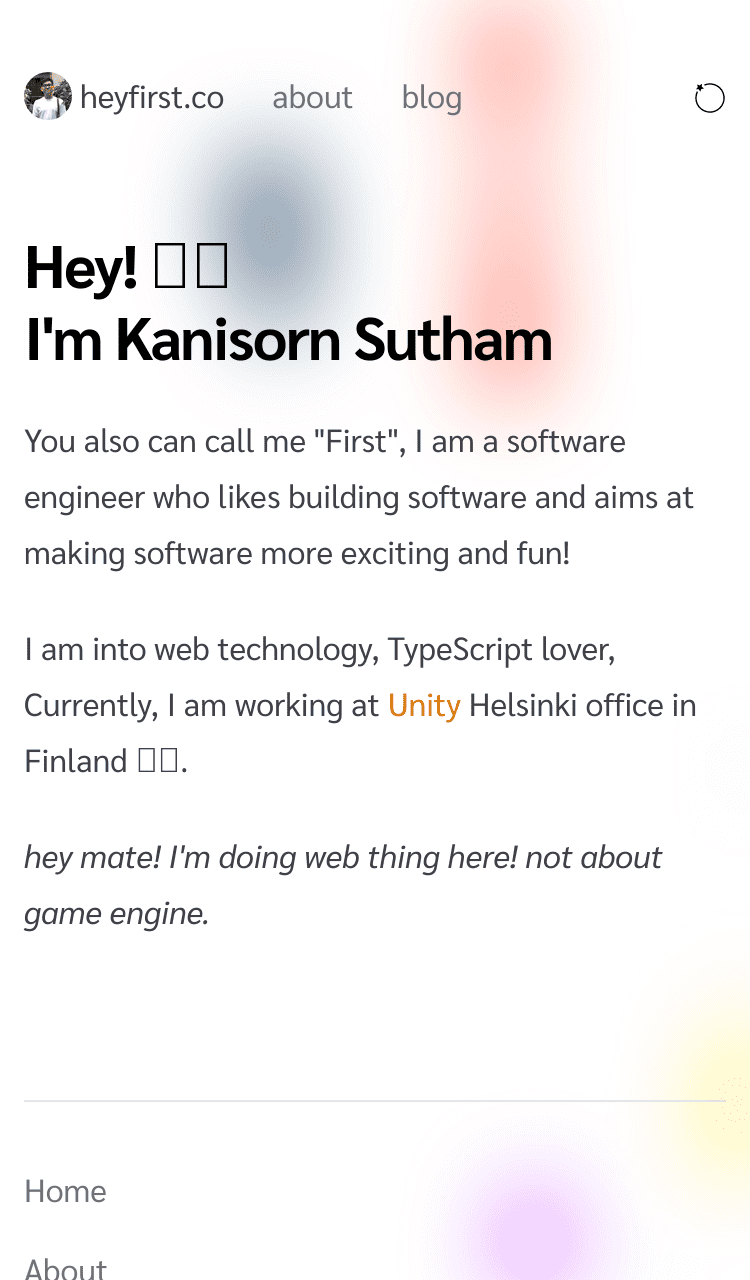 heyfirst.co about blog
Hey!
I'm Kanisorn Sutham
You also can call me "First", I am a software
engineer who likes building software and aims at
making software more exciting and fun!
I am into web technology, TypeScript lover,
Currently, I am working at Unity Helsinki office in
Finland .
hey mate! I'm doing web thing here! not about
game engine.
Home
About